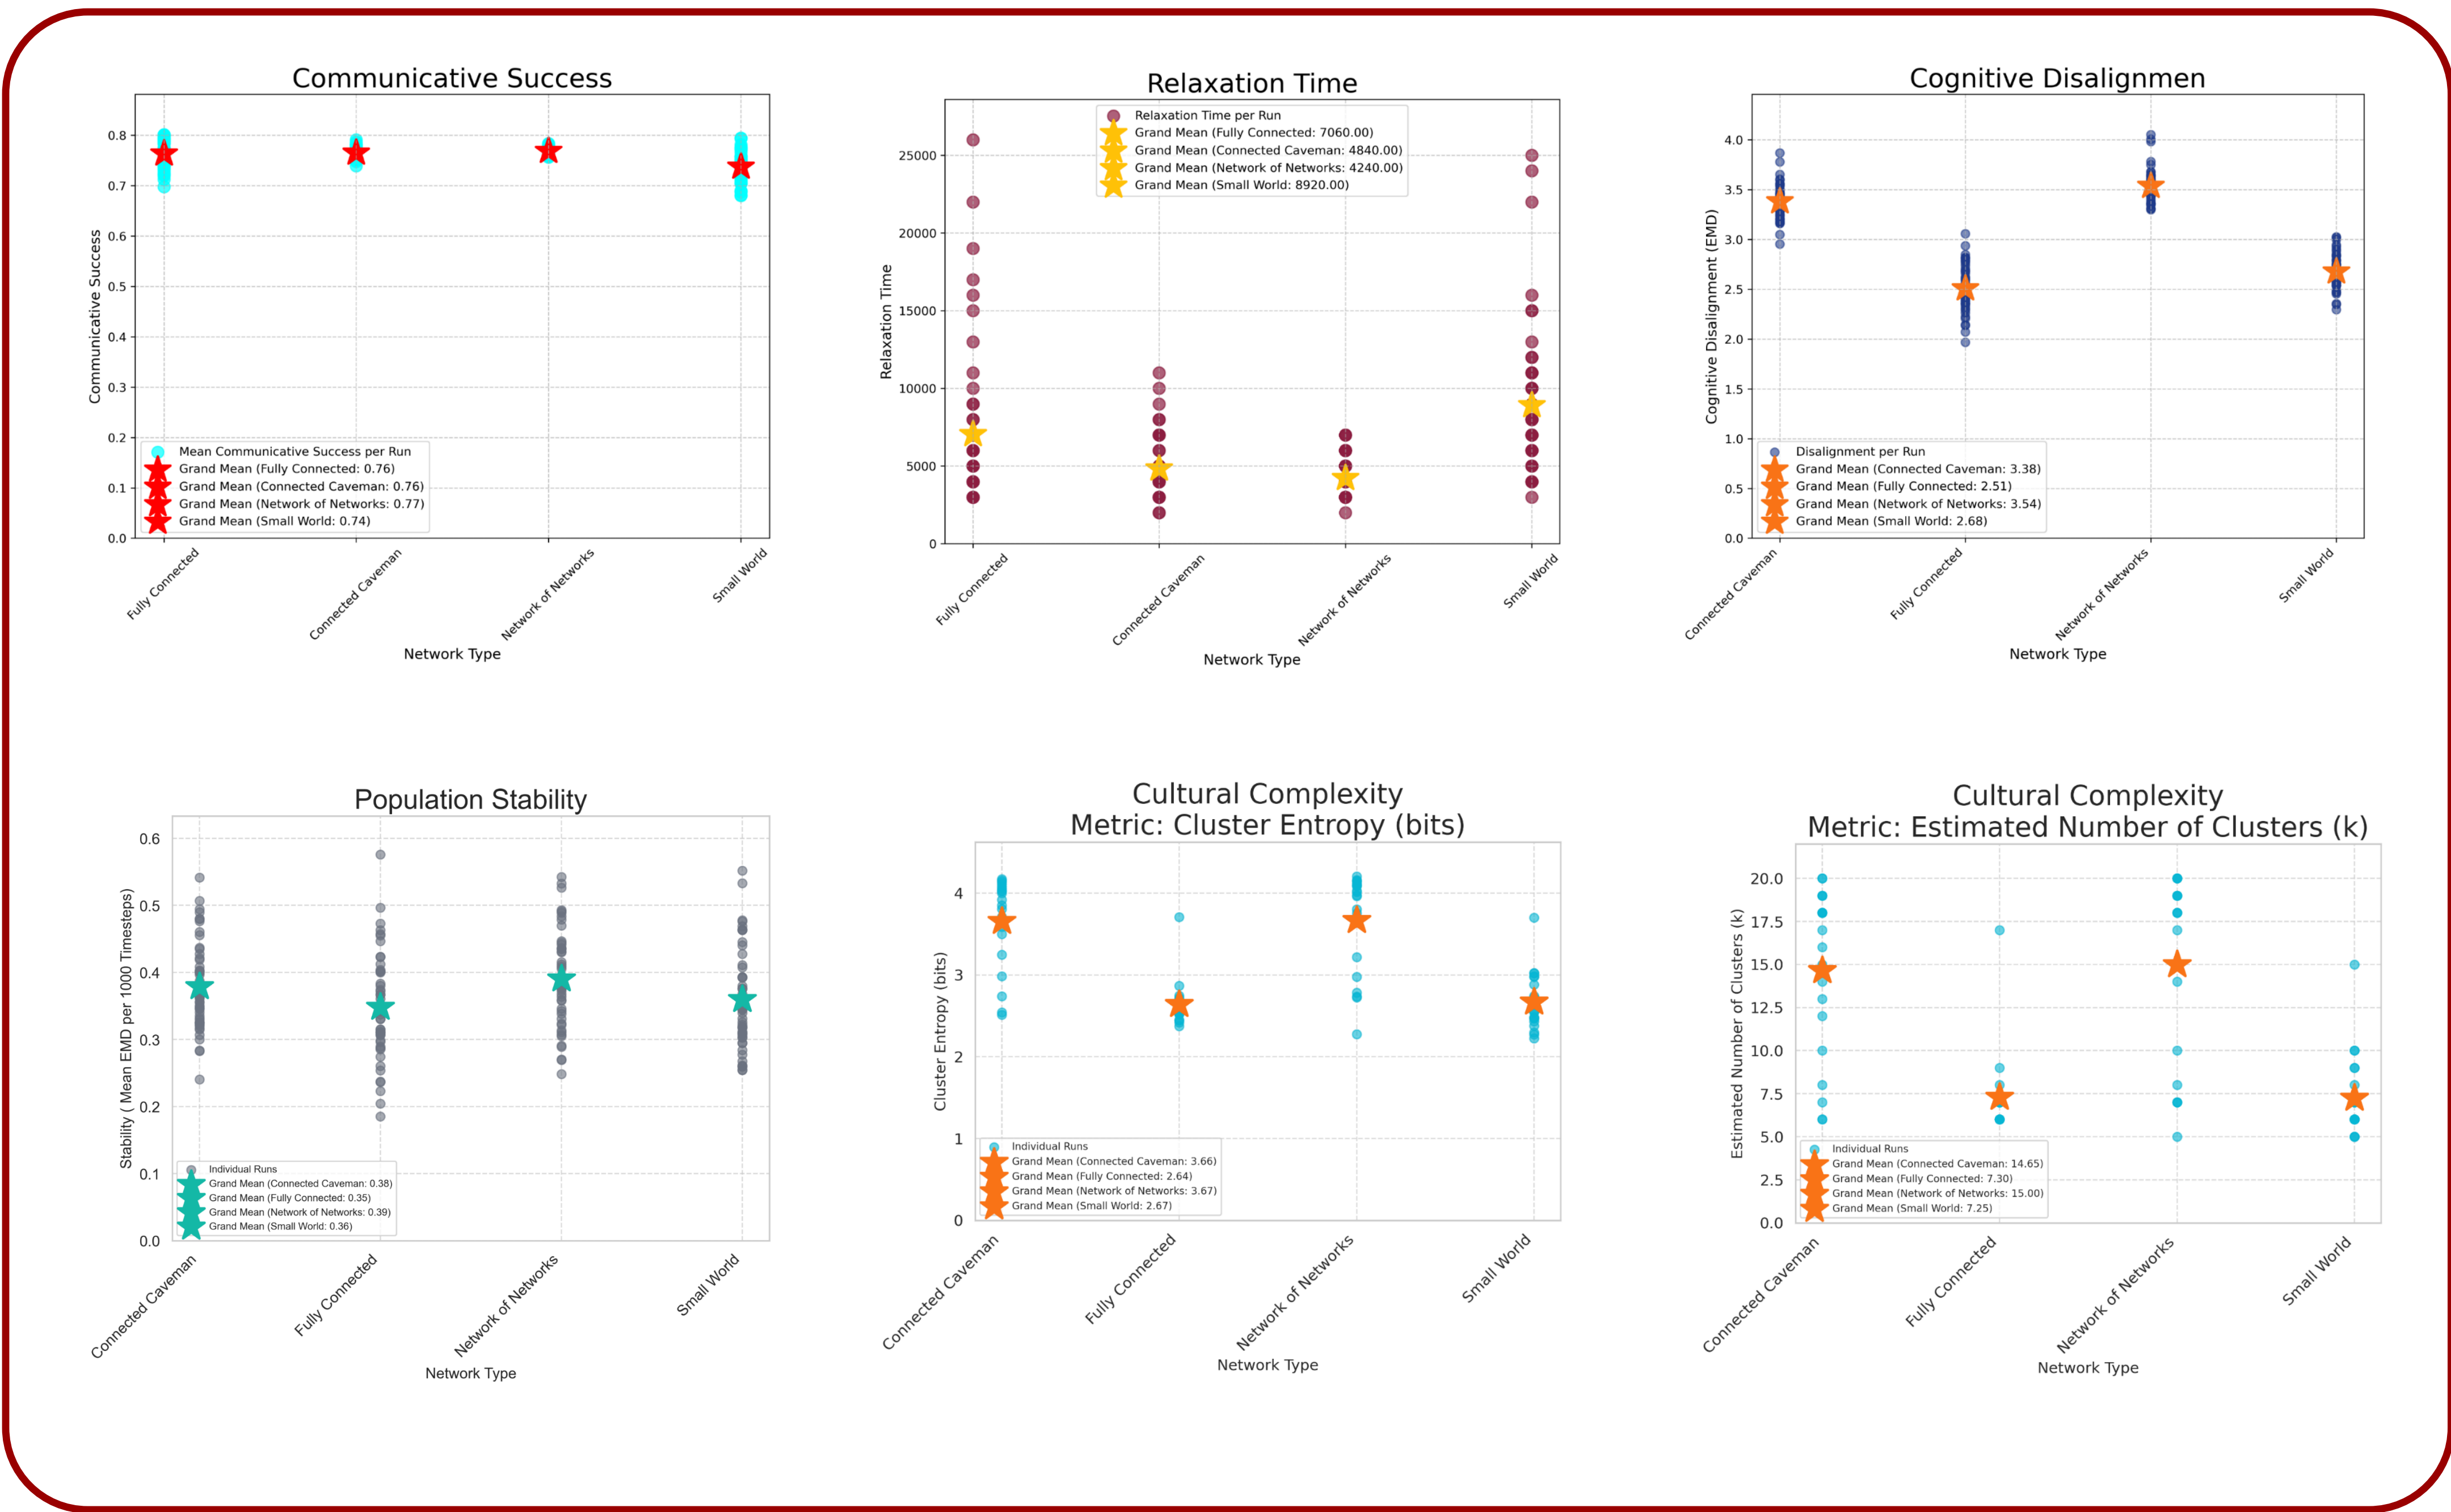 Communicative Success
Communicative Success
0.8
0.7
0.6
0.5
0.4
0.3
0.2
0.1
0.0
Mean Communicative Success per Run
Grand Mean (Fully Connected: 0.76)
Grand Mean (Connected Caveman: 0.76)
Grand Mean (Network of Networks: 0.77)
Grand Mean (Small World: 0.74)
Fully Connected
Connected Caveman
Network of Networks
Small World
Network Type
Relaxation Time
Relaxation Time
25000
20000
15000
10000
5000
0
Relaxation Time per Run
Grand Mean (Fully Connected: 7060.00)
Grand Mean (Connected Caveman: 4840.00)
Grand Mean (Network of Networks: 4240.00)
Grand Mean (Small World: 8920.00)
Fully Connected
Connected Caveman
Network of Networks
Small World
Network Type
Cognitive Disalignmen
Cognitive Disalignment (EMD)
4.0
3.5
3.0
2.5
2.0
1.5
1.0
0.5
0.0
Disalignment per Run
Grand Mean (Connected Caveman: 3.38)
Grand Mean (Fully Connected: 2.51)
Grand Mean (Network of Networks: 3.54)
Grand Mean (Small World: 2.68)
Connected Caveman
Fully Connected
Network of Networks
Small World
Network Type
Population Stability
Stability ( Mean EMD per 1000 Timesteps)
0.6
0.5
0.4
0.3
0.2
0.1
0.0
Individual Runs
Grand Mean (Connected Caveman: 0.38)
Grand Mean (Fully Connected: 0.35)
Grand Mean (Network of Networks: 0.39)
Grand Mean (Small World: 0.36)
Connected Caveman
Fully Connected
Network of Networks
Small World
Network Type
Cultural Complexity
Metric: Cluster Entropy (bits)
Cluster Entropy (bits)
4
3
2
1
0
Individual Runs
Grand Mean (Connected Caveman: 3.66)
Grand Mean (Fully Connected: 2.64)
Grand Mean (Network of Networks: 3.67)
Grand Mean (Small World: 2.67)
Connected Caveman
Fully Connected
Network of Networks
Small World
Network Type
Cultural Complexity
Metric: Estimated Number of Clusters (k)
Estimated Number of Clusters (k)
20.0
17.5
15.0
12.5
10.0
7.5
5.0
2.5
0.0
Individual Runs
Grand Mean (Connected Caveman: 14.65)
Grand Mean (Fully Connected: 7.30)
Grand Mean (Network of Networks: 15.00)
Grand Mean (Small World: 7.25)
Connected Caveman
Fully Connected
Network of Networks
Small World
Network Type